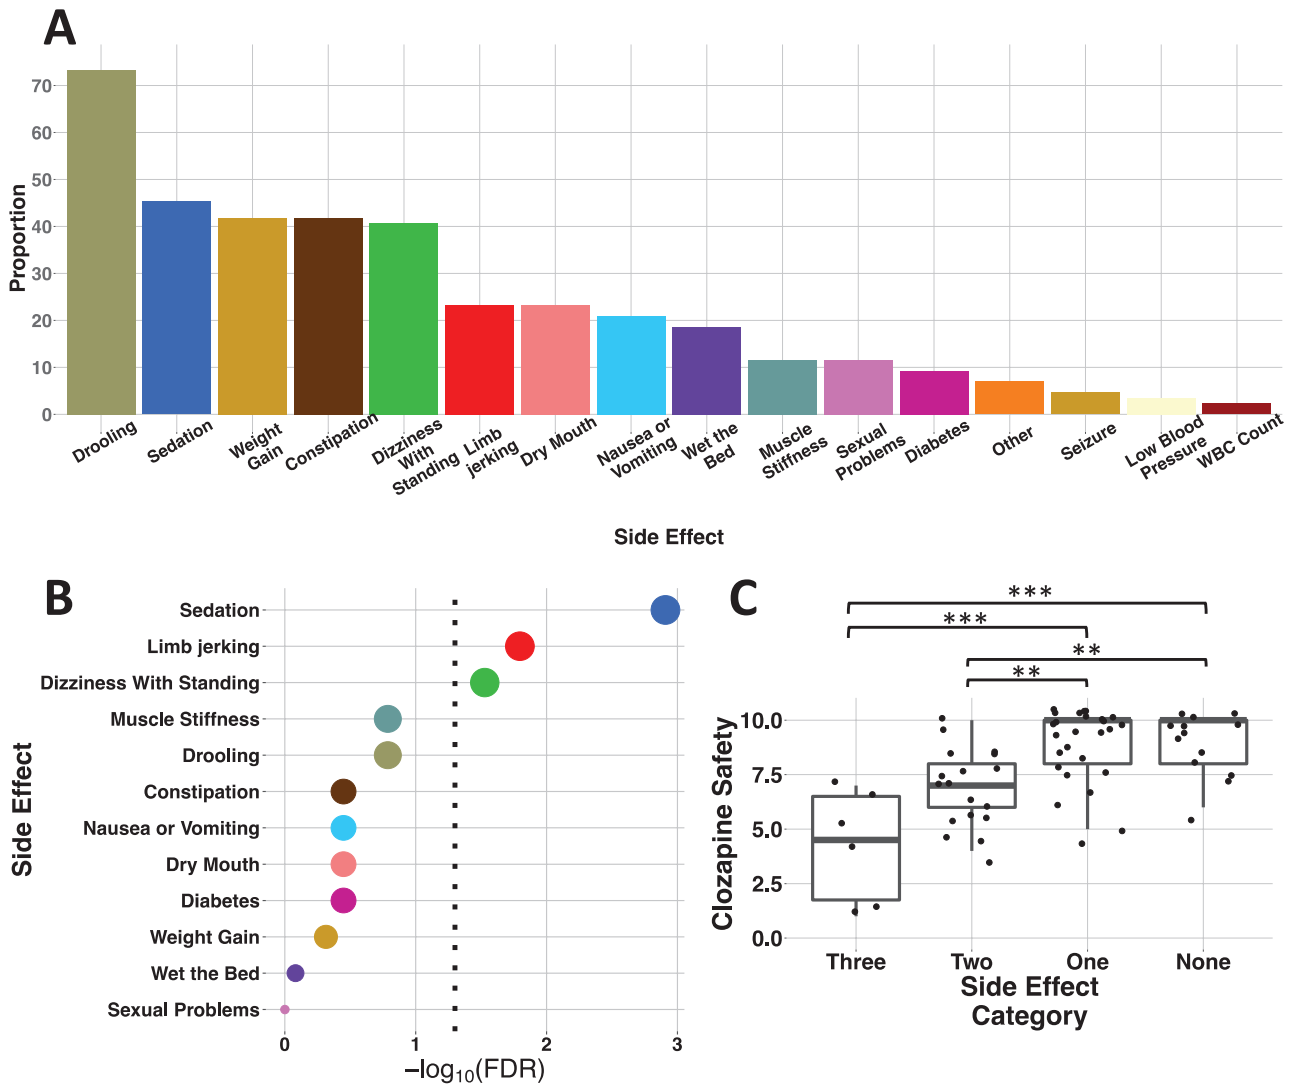 A
Proportion
70
60
50
40
30
20
10
0
Drooling
Sedation
Weight
Gain
Constipation
Dizziness
With
Standing
Limb
jerking
Dry Mouth
Nausea or
Vomiting
Wet the
Bed
Muscle
Stiffness
Sexual
Problems
Diabetes
Other
Seizure
Low Blood
Pressure
WBC Count
Side Effect
B
Side Effect
Sedation
Limb jerking
Dizziness With Standing
Muscle Stiffness
Drooling
Constipation
Nausea or Vomiting
Dry Mouth
Diabetes
Weight Gain
Wet the Bed
Sexual Problems
0 1 2 3
−log10(FDR)
C
***
***
**
**
Clozapine Safety
10.0
7.5
5.0
2.5
0.0
Three Two One None
Side Effect
Category